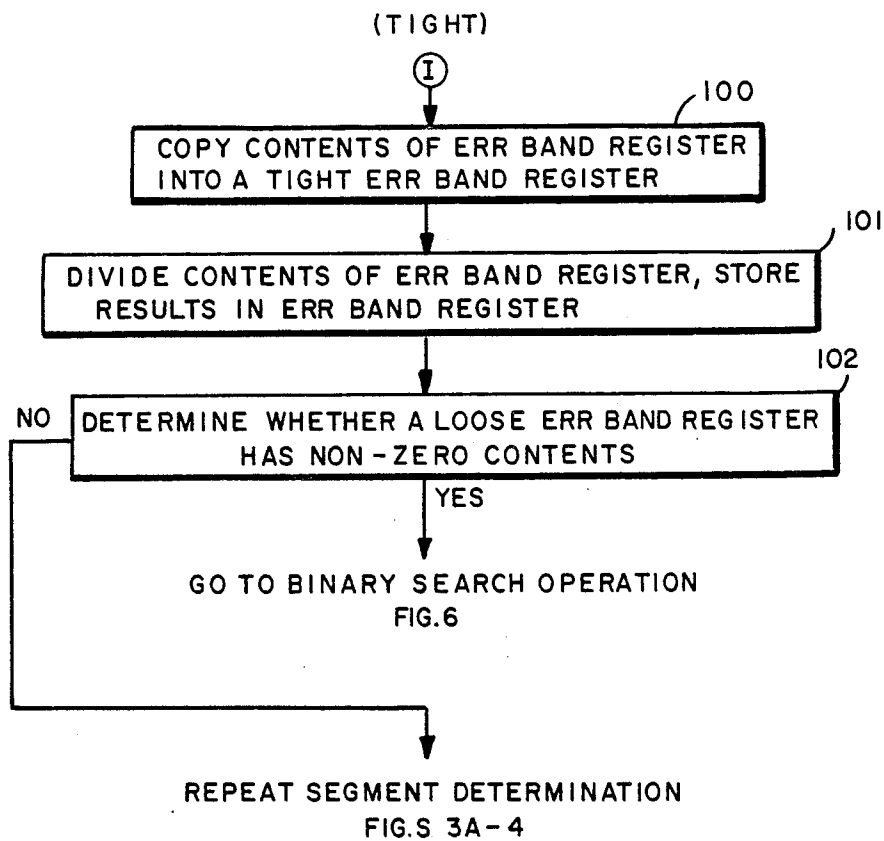 (TIGHT)
I
100
COPY CONTENTS OF ERR BAND REGISTER
INTO A TIGHT ERR BAND REGISTER
101
DIVIDE CONTENTS OF ERR BAND REGISTER, STORE
RESULTS IN ERR BAND REGISTER
102
NO
DETERMINE WHETHER A LOOSE ERR BAND REGISTER
HAS NON-ZERO CONTENTS
YES
GO TO BINARY SEARCH OPERATION
FIG.6
REPEAT SEGMENT DETERMINATION
FIG.S 3A-4